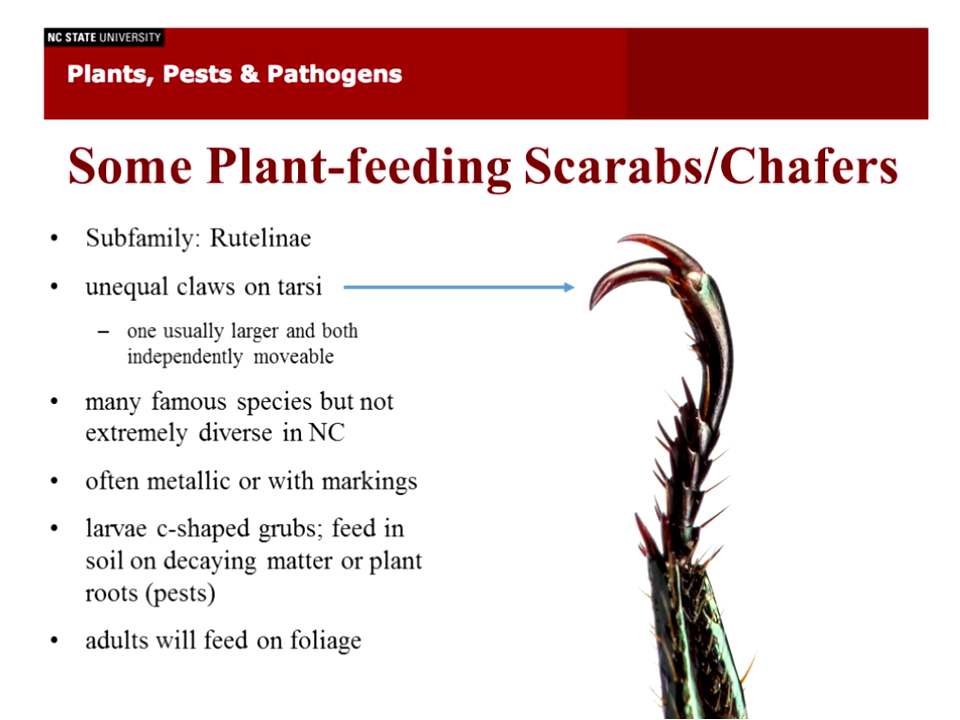 NC STATE UNIVERSITY
Plants, Pests & Pathogens
Some Plant-feeding Scarabs/Chafers
• Subfamily: Rutelinae
• unequal claws on tarsi
– one usually larger and both
independently moveable
• many famous species but not
extremely diverse in NC
• often metallic or with markings
• larvae c-shaped grubs; feed in
soil on decaying matter or plant
roots (pests)
• adults will feed on foliage